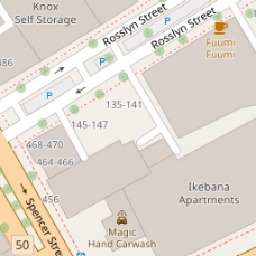 Knox
Self Storage
Rosslyn Street
P
Rosslyn Street
Fuumi
Fuumi
486
P
P
135-141
145-147
468-470
464-466
456
Ikebana
Apartments
Magic
Hand Carwash
Spencer Stre
50